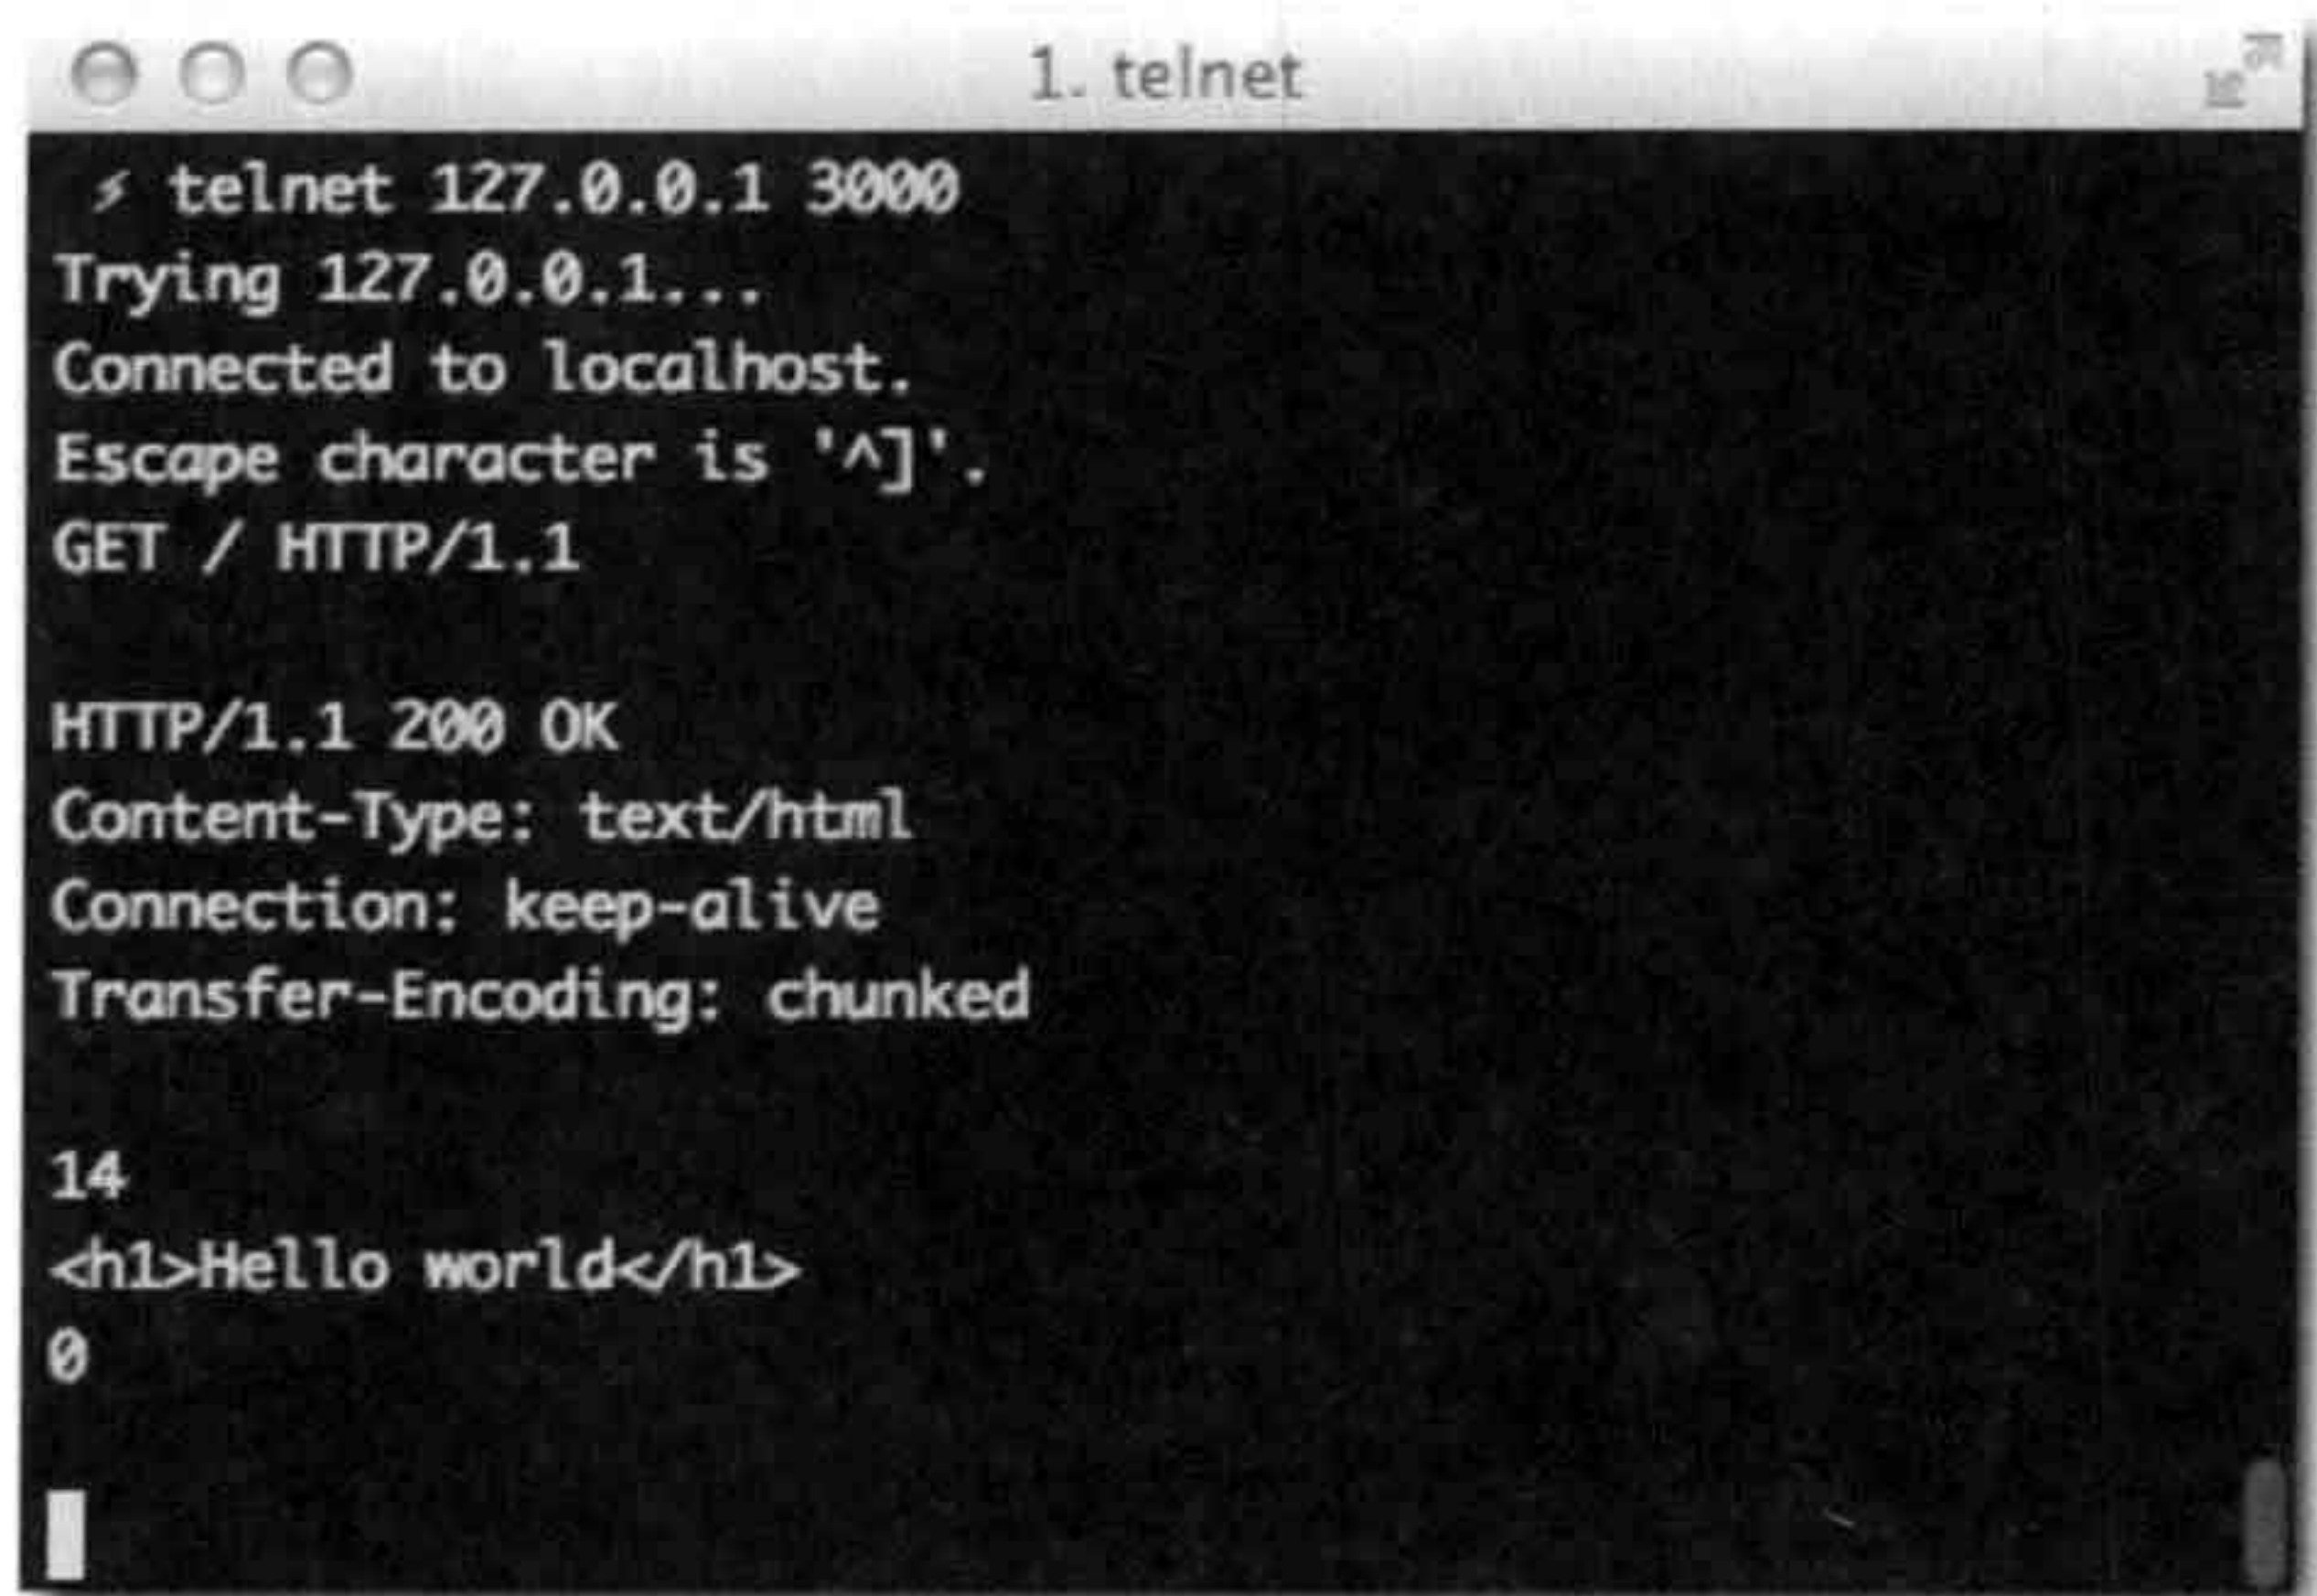 1. telnet
⚡ telnet 127.0.0.1 3000
Trying 127.0.0.1...
Connected to localhost.
Escape character is '^]'.
GET / HTTP/1.1
HTTP/1.1 200 OK
Content-Type: text/html
Connection: keep-alive
Transfer-Encoding: chunked
14
<h1>Hello world</h1>
0